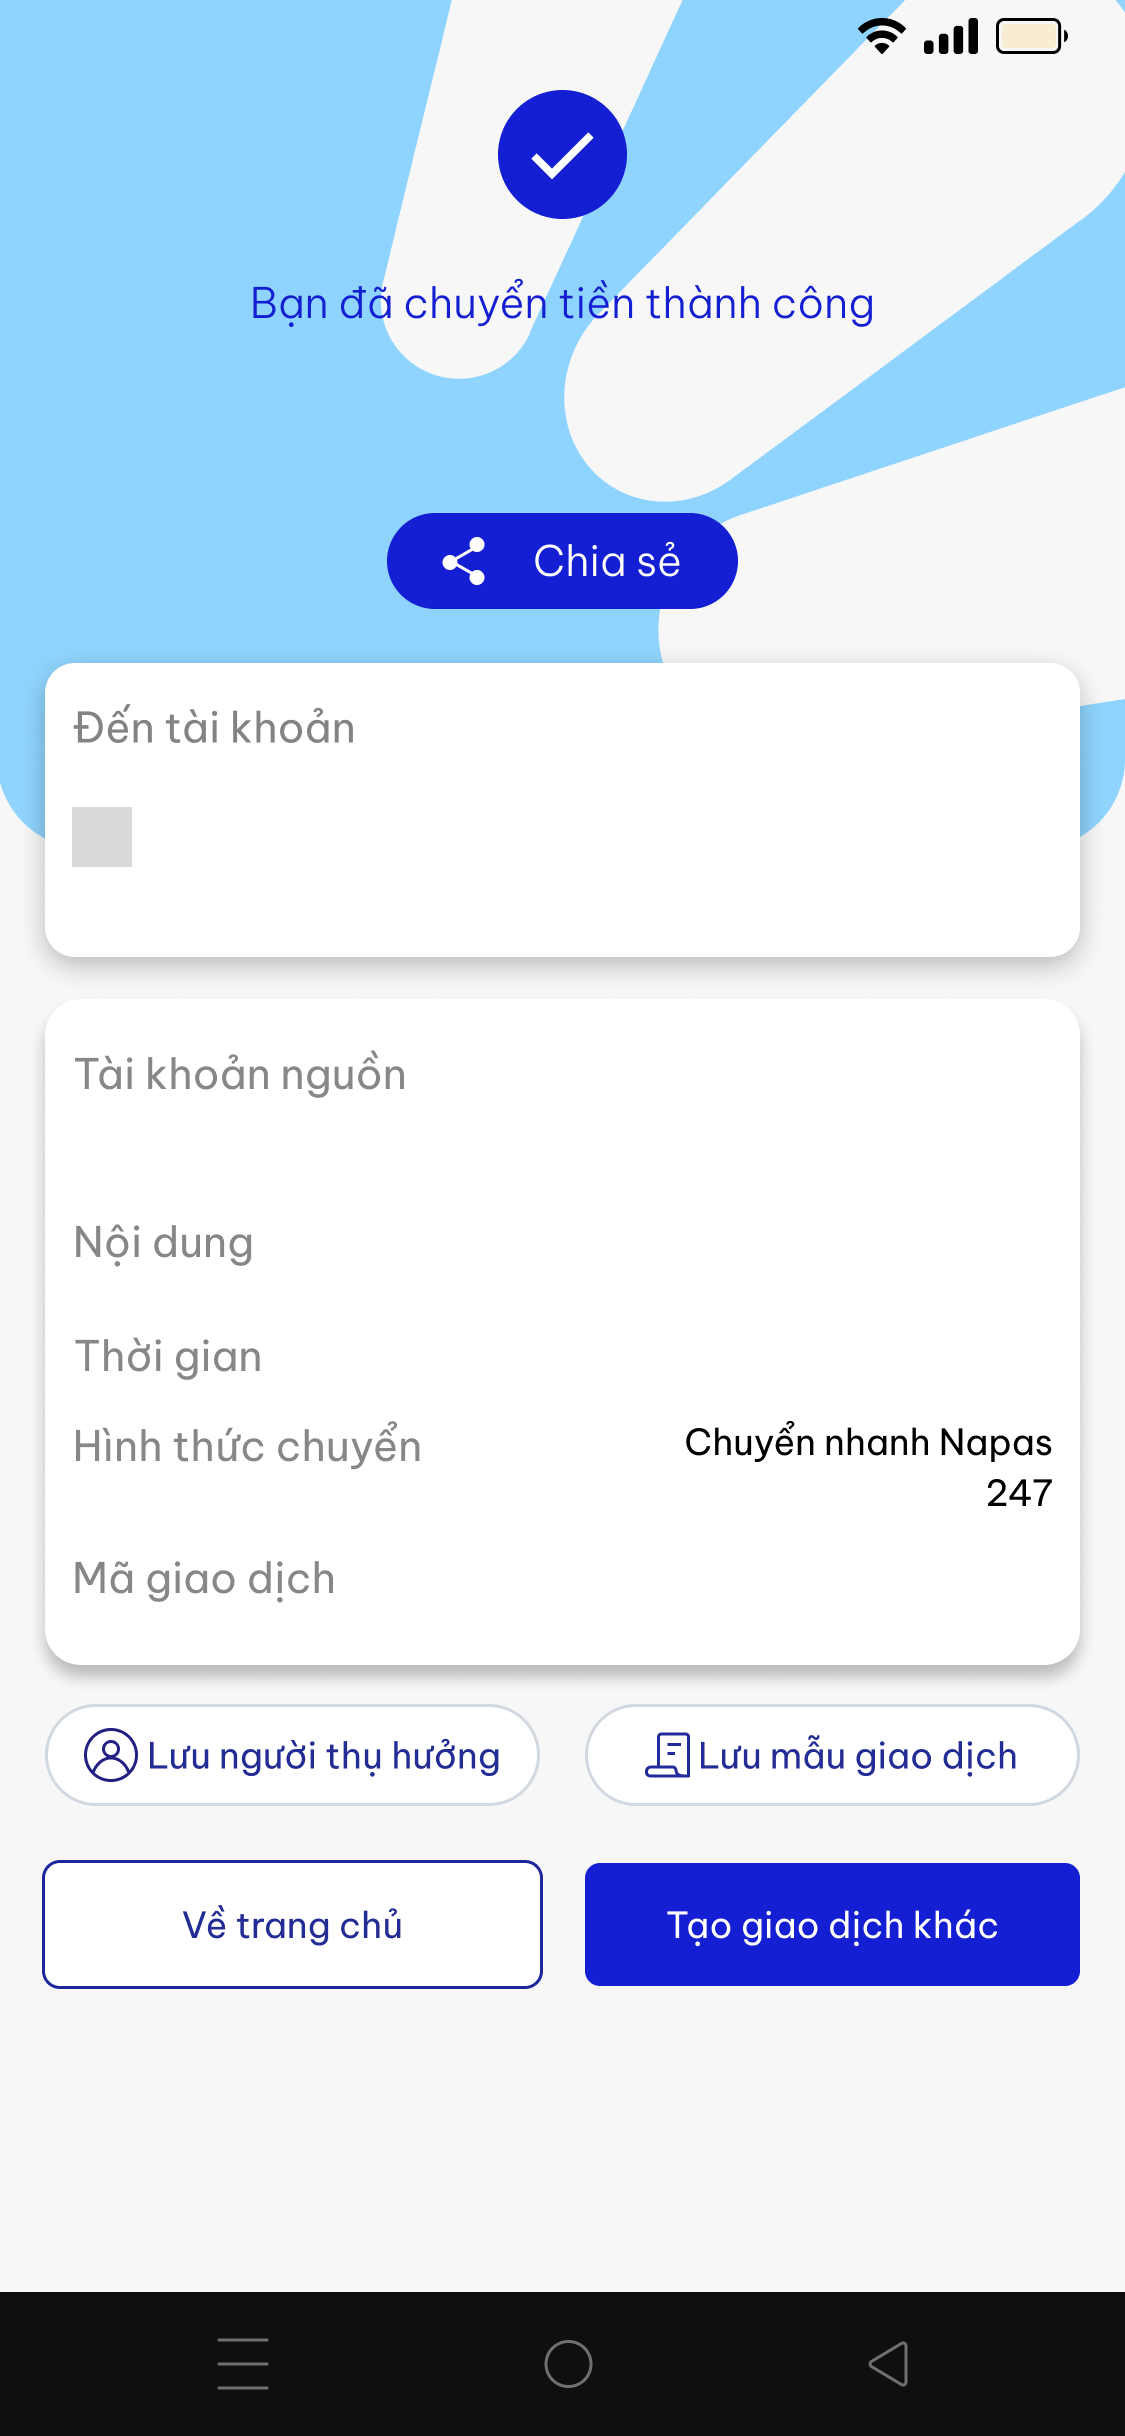 Bạn đã chuyển tiền thành công
Chia sẻ
Đến tài khoản
Tài khoản nguồn
Nội dung
Thời gian
Hình thức chuyển
Chuyển nhanh Napas
247
Mã giao dịch
Lưu người thụ hưởng
Lưu mẫu giao dịch
Về trang chủ
Tạo giao dịch khác